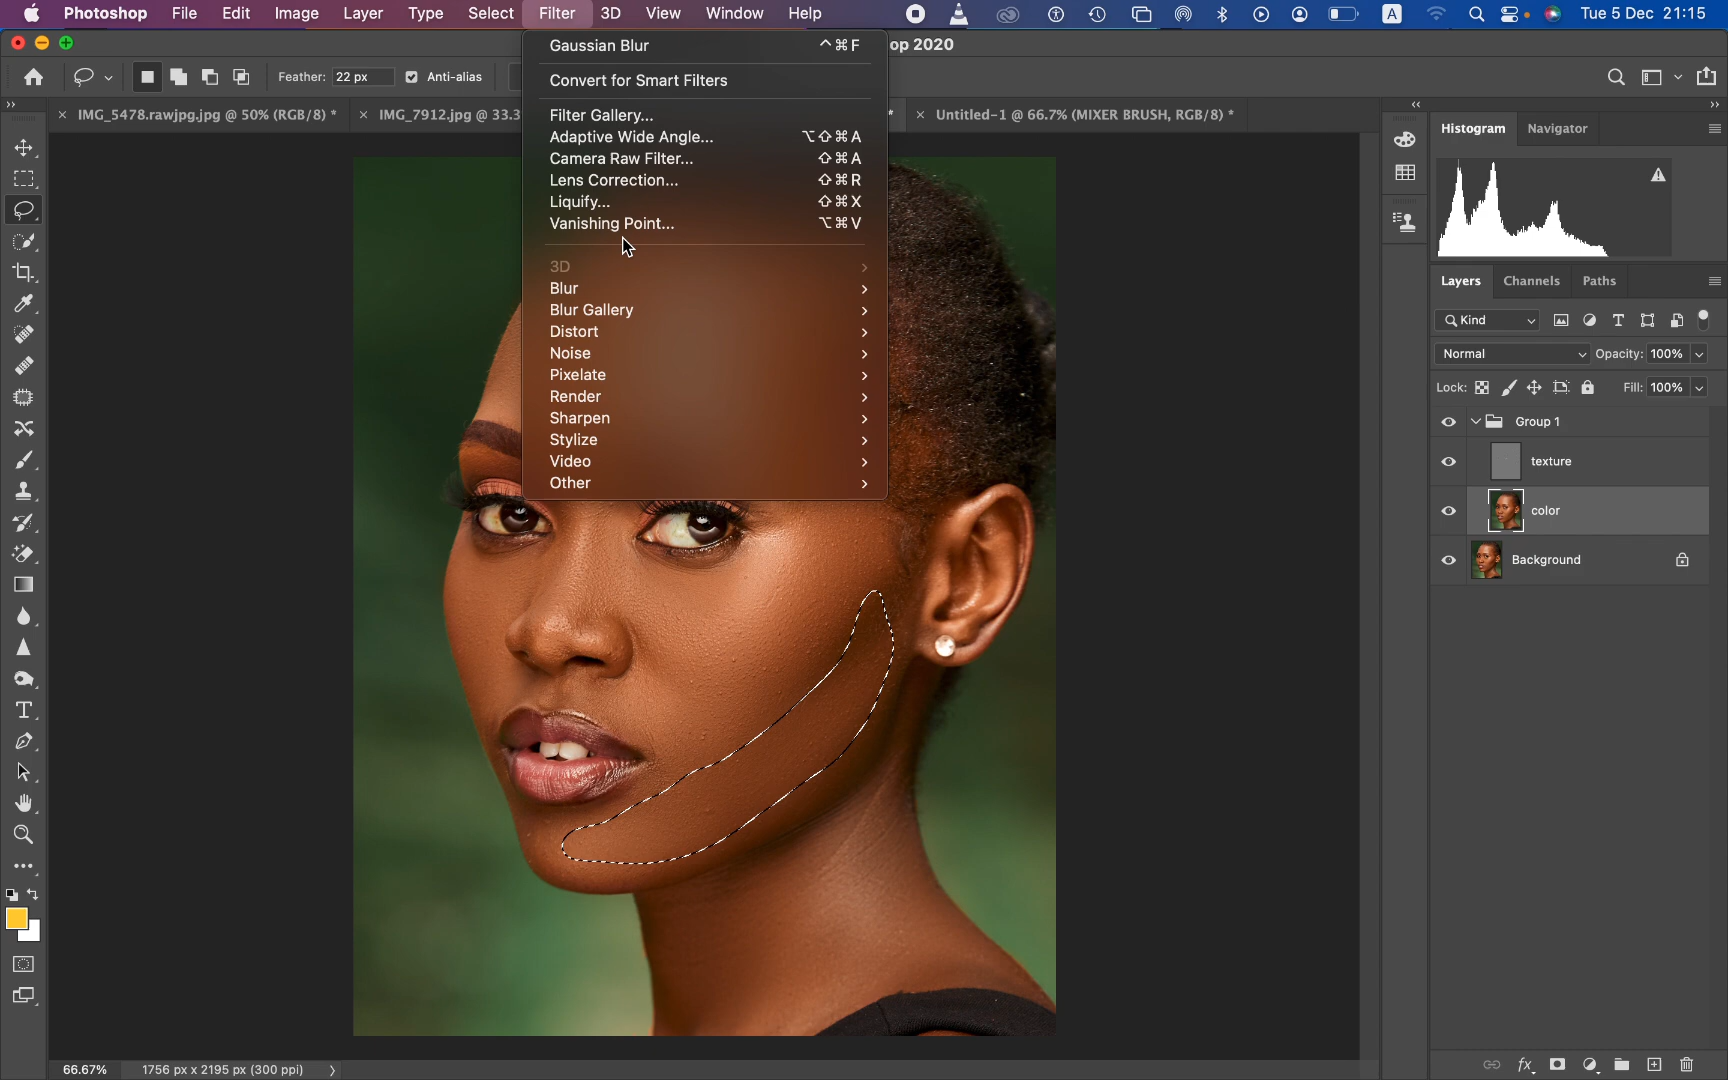 Photoshop File Edit Image Layer Type Select Filter 3D View Window Help A Tue 5 Dec 21:15
op 2020
Feather: 22 px Anti-alias
IMG_5478.rawjpg.jpg @ 50% (RGB/8) * IMG_7912.jpg @ 33.3 * Untitled-1 @ 66.7% (MIXER BRUSH, RGB/8) *
Gaussian Blur ^⌘F
Convert for Smart Filters
Filter Gallery...
Adaptive Wide Angle... ⌥⇧⌘A
Camera Raw Filter... ⇧⌘A
Lens Correction... ⇧⌘R
Liquify... ⇧⌘X
Vanishing Point... ⌥⌘V
3D
Blur
Blur Gallery
Distort
Noise
Pixelate
Render
Sharpen
Stylize
Video
Other
Histogram Navigator
Layers Channels Paths
Kind
Normal Opacity: 100%
Lock: Fill: 100%
Group 1
texture
color
Background
66.67% 1756 px x 2195 px (300 ppi)